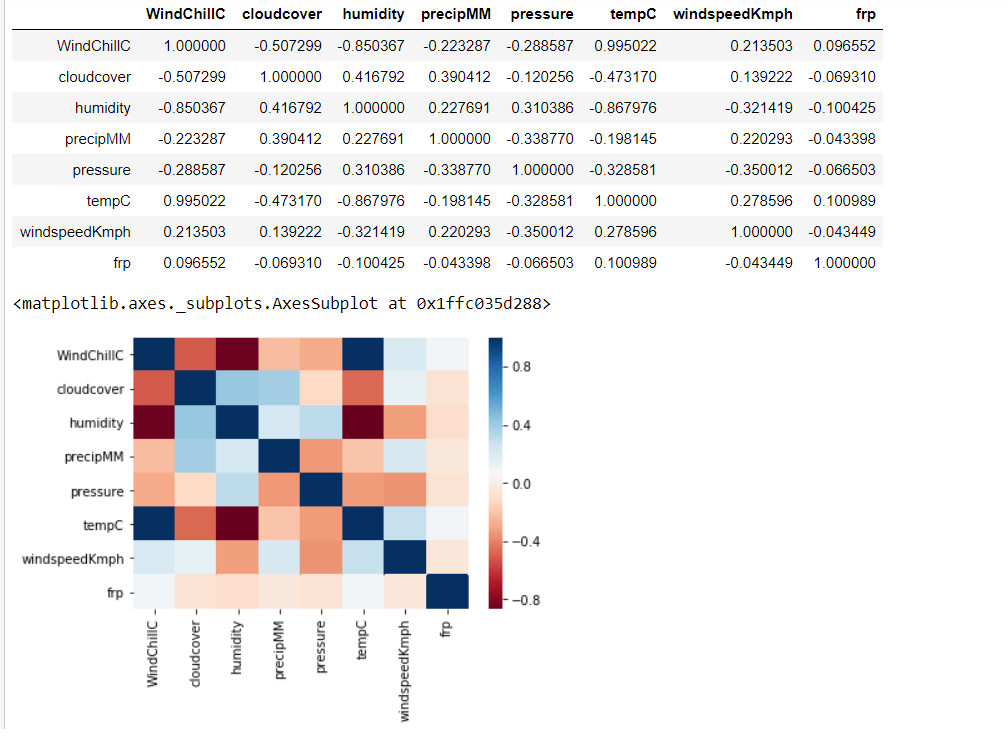 WindChillC cloudcover humidity precipMM pressure tempC windspeedKmph frp
WindChillC 1.000000 -0.507299 -0.850367 -0.223287 -0.288587 0.995022 0.213503 0.096552
cloudcover -0.507299 1.000000 0.416792 0.390412 -0.120256 -0.473170 0.139222 -0.069310
humidity -0.850367 0.416792 1.000000 0.227691 0.310386 -0.867976 -0.321419 -0.100425
precipMM -0.223287 0.390412 0.227691 1.000000 -0.338770 -0.198145 0.220293 -0.043398
pressure -0.288587 -0.120256 0.310386 -0.338770 1.000000 -0.328581 -0.350012 -0.066503
tempC 0.995022 -0.473170 -0.867976 -0.198145 -0.328581 1.000000 0.278596 0.100989
windspeedKmph 0.213503 0.139222 -0.321419 0.220293 -0.350012 0.278596 1.000000 -0.043449
frp 0.096552 -0.069310 -0.100425 -0.043398 -0.066503 0.100989 -0.043449 1.000000
<matplotlib.axes._subplots.AxesSubplot at 0x1ffc035d288>
WindChillC
cloudcover
humidity
precipMM
pressure
tempC
windspeedKmph
frp
WindChillC cloudcover humidity precipMM pressure tempC windspeedKmph frp
0.8
0.4
0.0
−0.4
−0.8